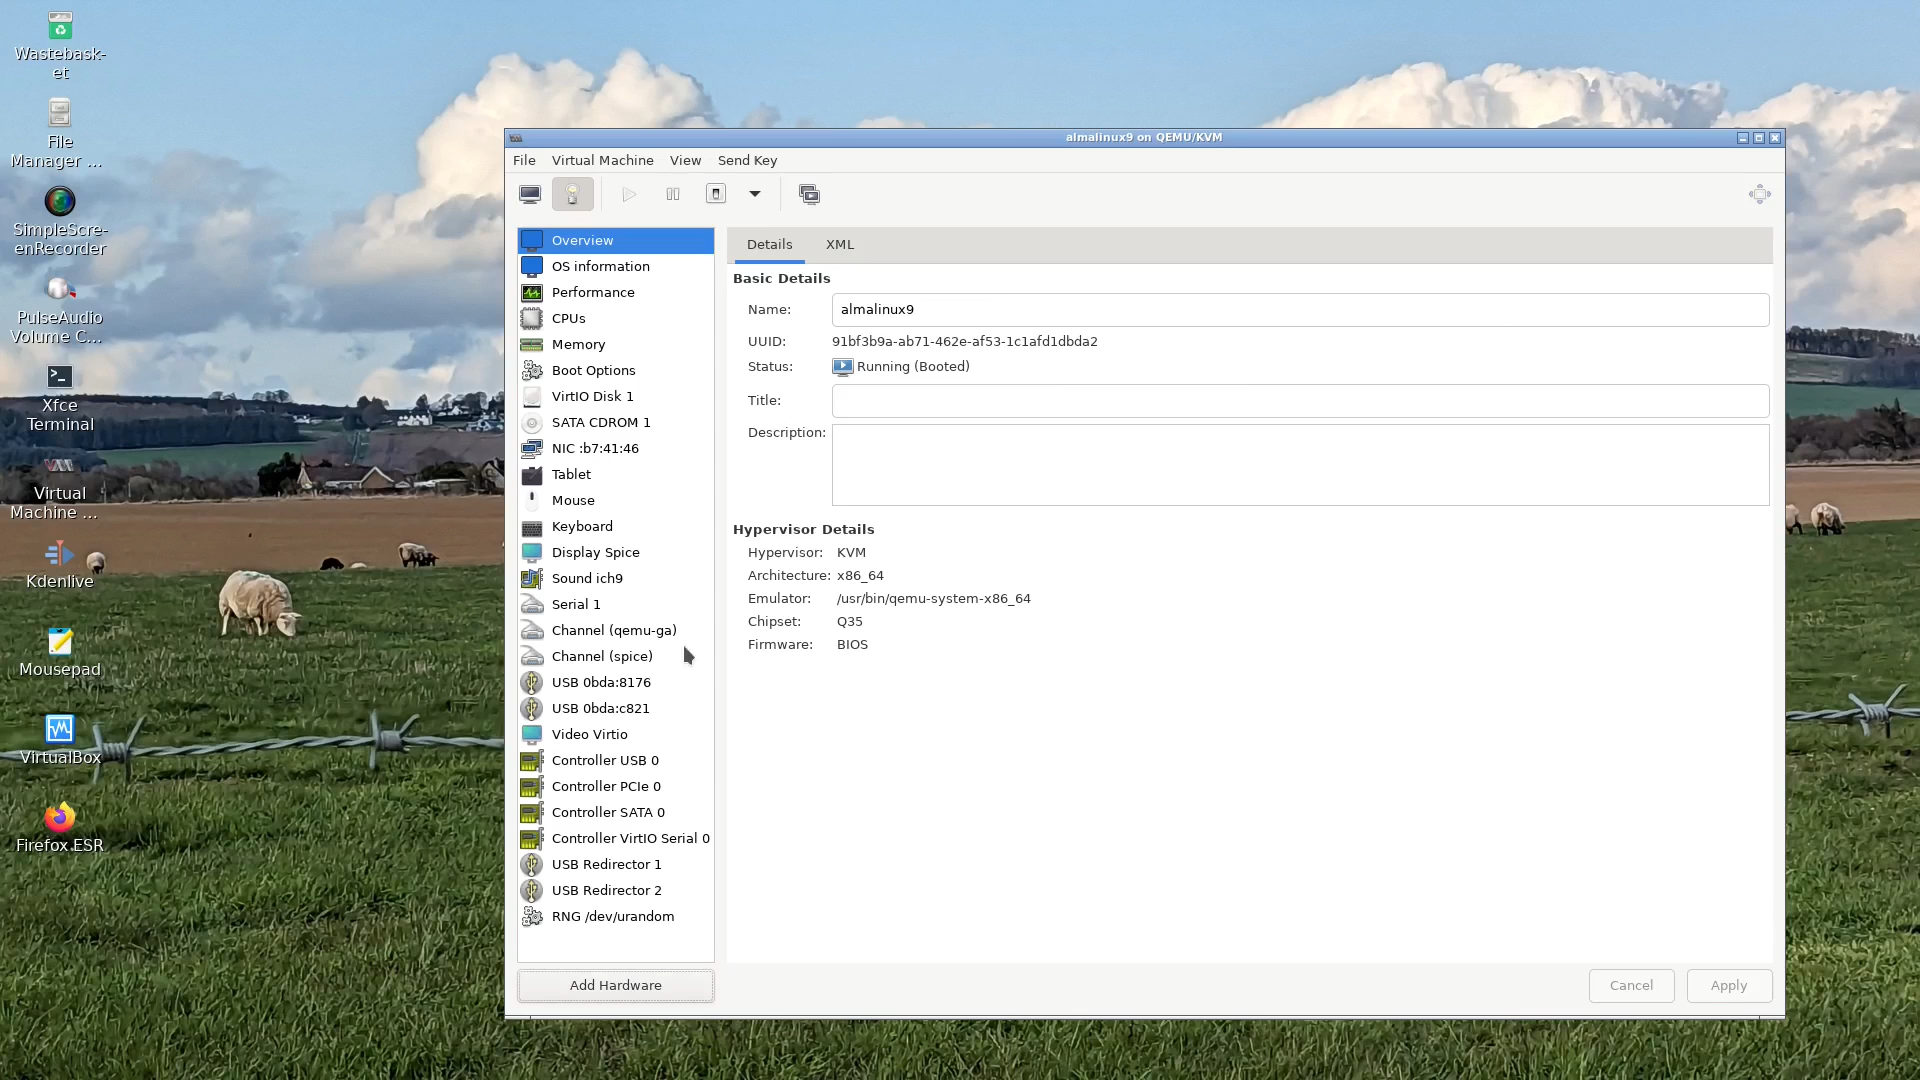 Wastebask-
et
File
Manager ...
SimpleScre-
enRecorder
PulseAudio
Volume C...
Xfce
Terminal
Virtual
Machine ...
Kdenlive
Mousepad
VirtualBox
Firefox ESR
almalinux9 on QEMU/KVM
File Virtual Machine View Send Key
Overview
OS information
Performance
CPUs
Memory
Boot Options
VirtIO Disk 1
SATA CDROM 1
NIC :b7:41:46
Tablet
Mouse
Keyboard
Display Spice
Sound ich9
Serial 1
Channel (qemu-ga)
Channel (spice)
USB 0bda:8176
USB 0bda:c821
Video Virtio
Controller USB 0
Controller PCIe 0
Controller SATA 0
Controller VirtIO Serial 0
USB Redirector 1
USB Redirector 2
RNG /dev/urandom
Add Hardware
Details XML
Basic Details
Name: almalinux9
UUID: 91bf3b9a-ab71-462e-af53-1c1afd1dbda2
Status: Running (Booted)
Title:
Description:
Hypervisor Details
Hypervisor: KVM
Architecture: x86_64
Emulator: /usr/bin/qemu-system-x86_64
Chipset: Q35
Firmware: BIOS
Cancel Apply